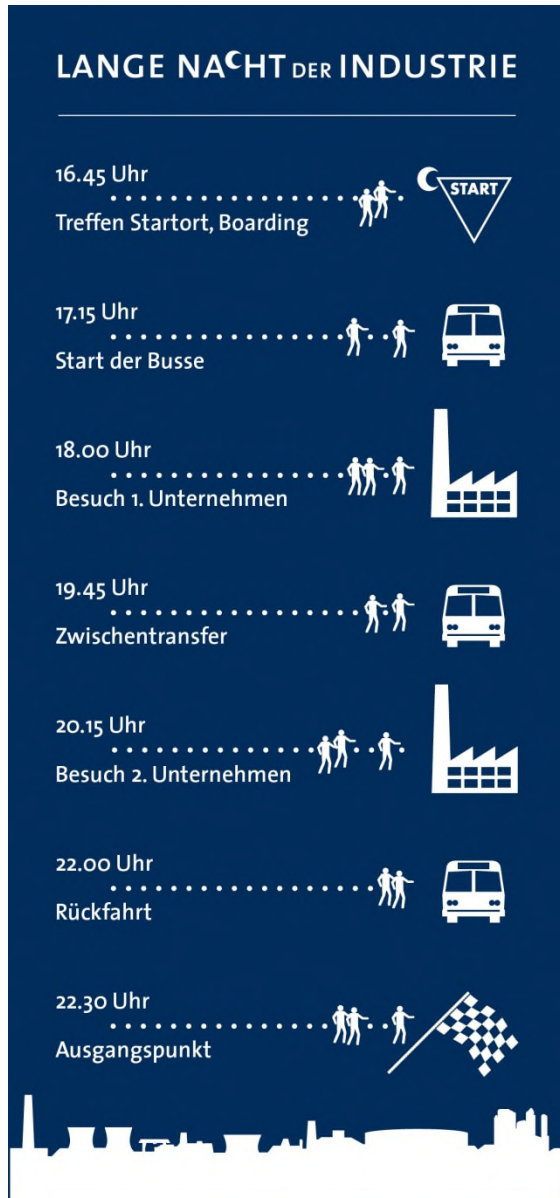 LANGE NACHT DER INDUSTRIE
16.45 Uhr
START
Treffen Startort, Boarding
17.15 Uhr
Start der Busse
18.00 Uhr
Besuch 1. Unternehmen
19.45 Uhr
Zwischentransfer
20.15 Uhr
Besuch 2. Unternehmen
22.00 Uhr
Rückfahrt
22.30 Uhr
Ausgangspunkt